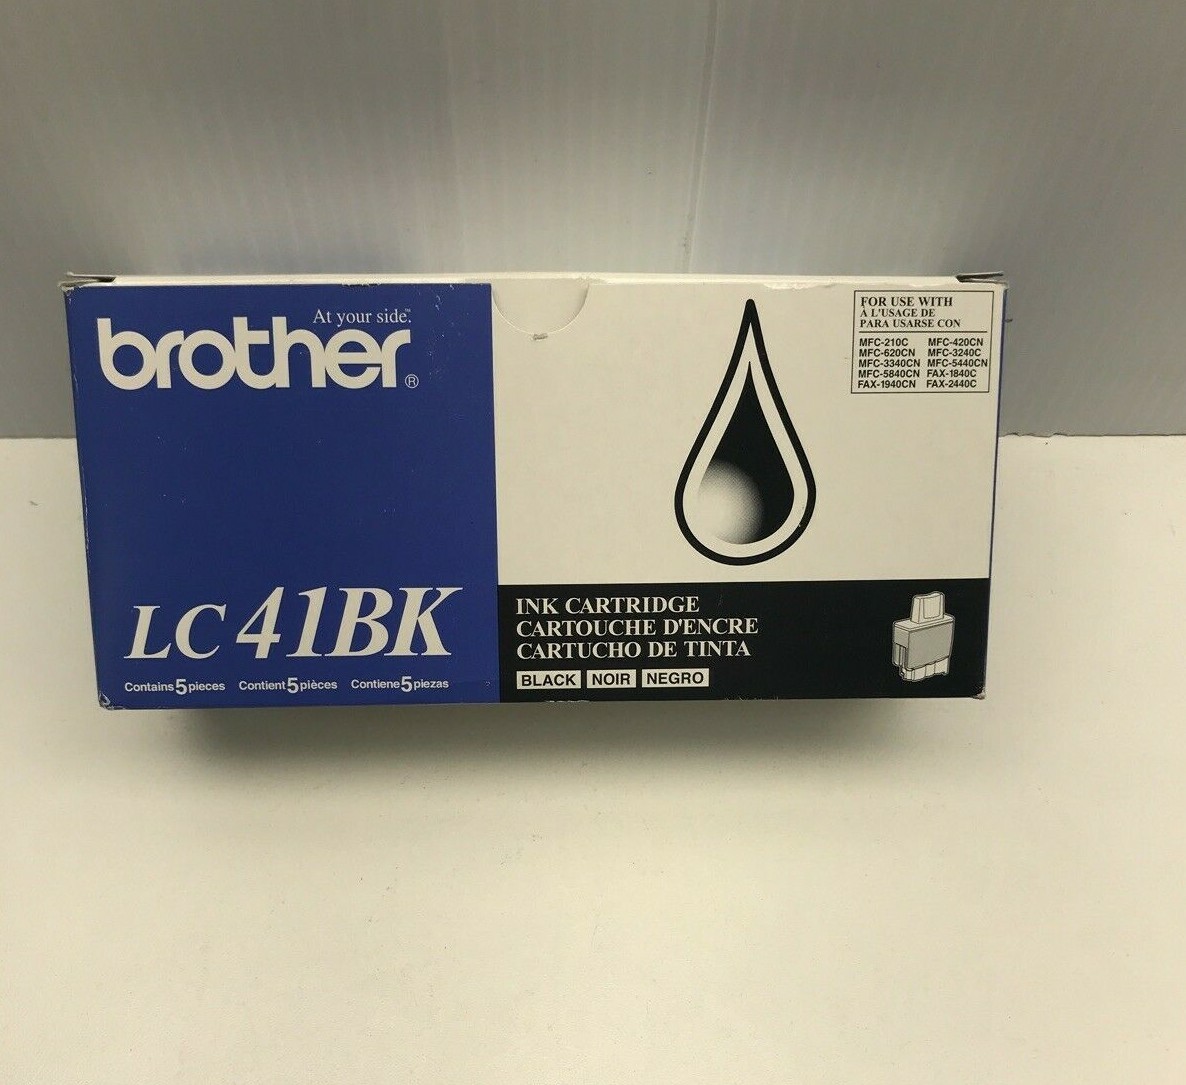 At your side.™
brother®
LC41BK
Contains 5 pieces Contient 5 pièces Contiene 5 piezas
FOR USE WITH
À L'USAGE DE
PARA USARSE CON
MFC-210C MFC-420CN
MFC-620CN MFC-3240C
MFC-3340CN MFC-5440CN
MFC-5840CN FAX-1840C
FAX-1940CN FAX-2440C
INK CARTRIDGE
CARTOUCHE D'ENCRE
CARTUCHO DE TINTA
BLACK NOIR NEGRO